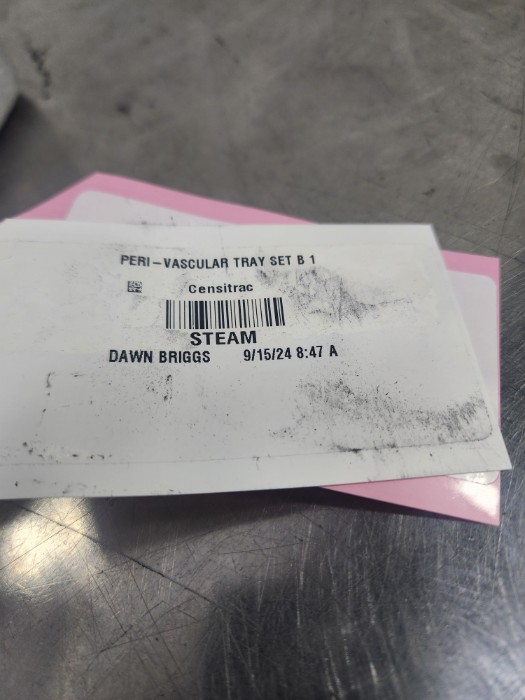 PERI-VASCULAR TRAY SET B 1
Censitrac
STEAM
DAWN BRIGGS 9/15/24 8:47 A